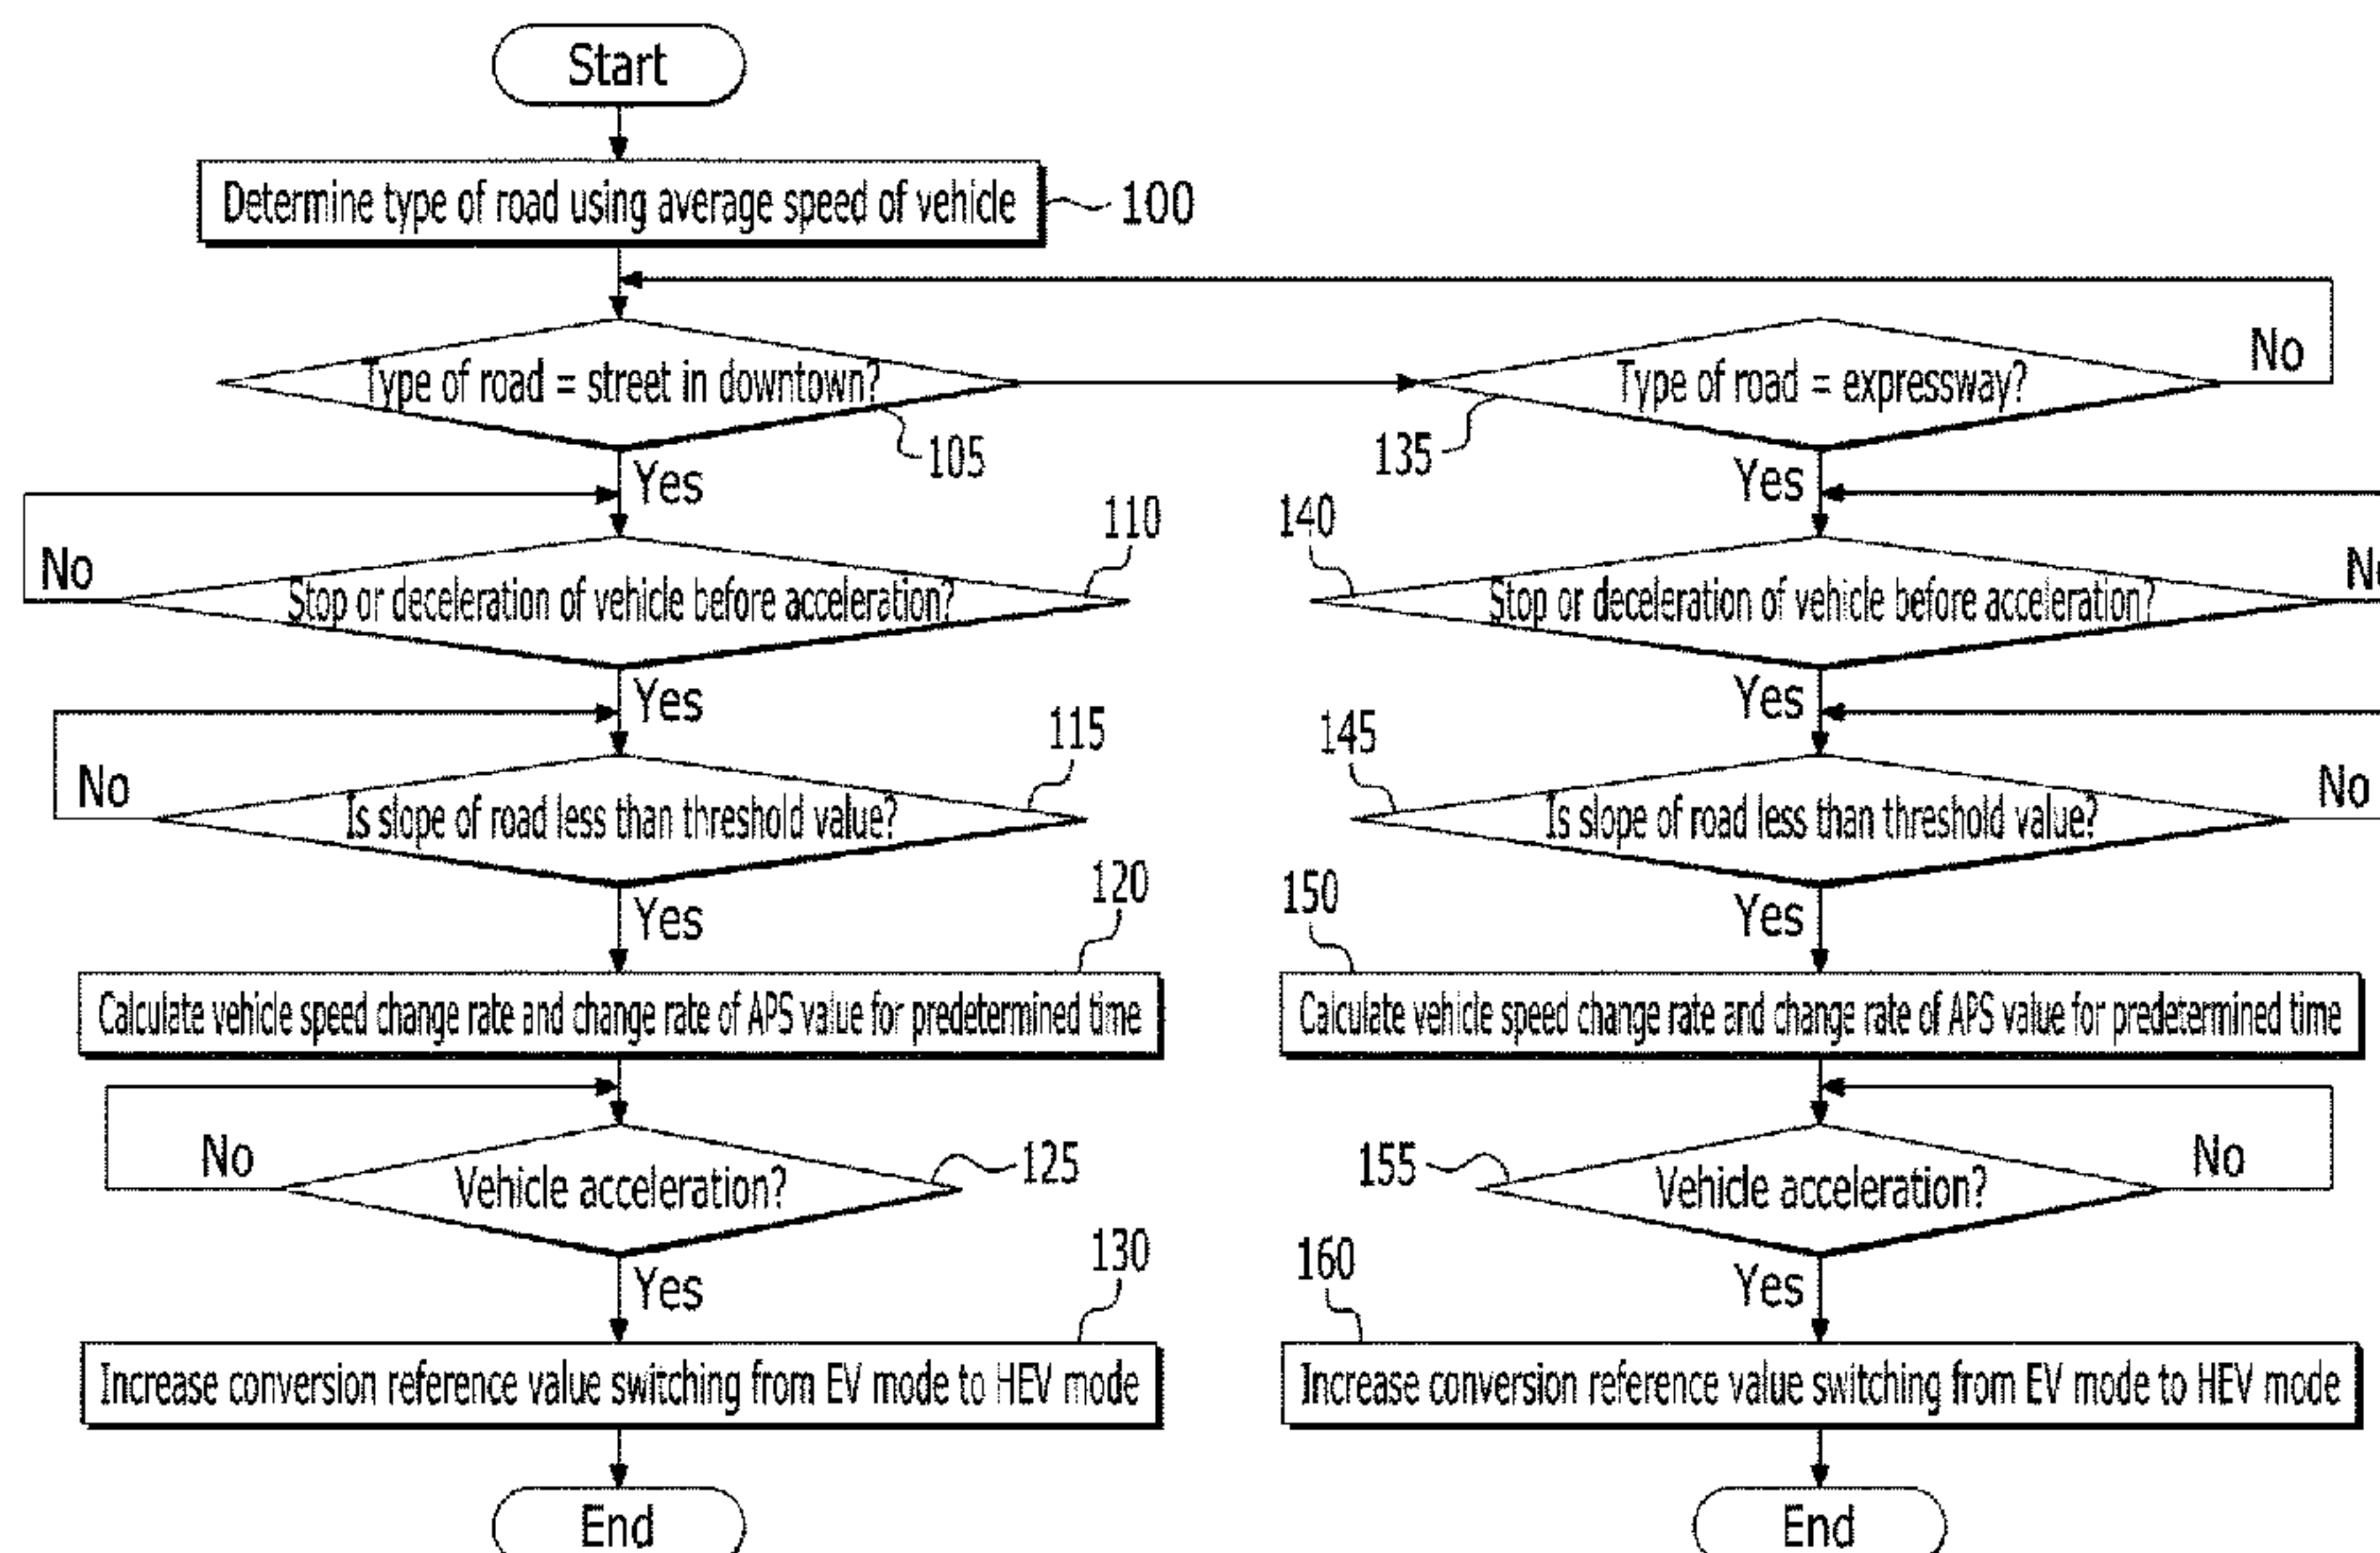 Start
Determine type of road using average speed of vehicle
100
Type of road = street in downtown?
105
Yes
No
Stop or deceleration of vehicle before acceleration?
110
Yes
No
Is slope of road less than threshold value?
115
Yes
120
Calculate vehicle speed change rate and change rate of APS value for predetermined time
No
Vehicle acceleration?
125
Yes
130
Increase conversion reference value switching from EV mode to HEV mode
End
Type of road = expressway?
No
135
Yes
140
Stop or deceleration of vehicle before acceleration?
Yes
145
Is slope of road less than threshold value?
No
Yes
150
Calculate vehicle speed change rate and change rate of APS value for predetermined time
155
Vehicle acceleration?
No
Yes
160
Increase conversion reference value switching from EV mode to HEV mode
End